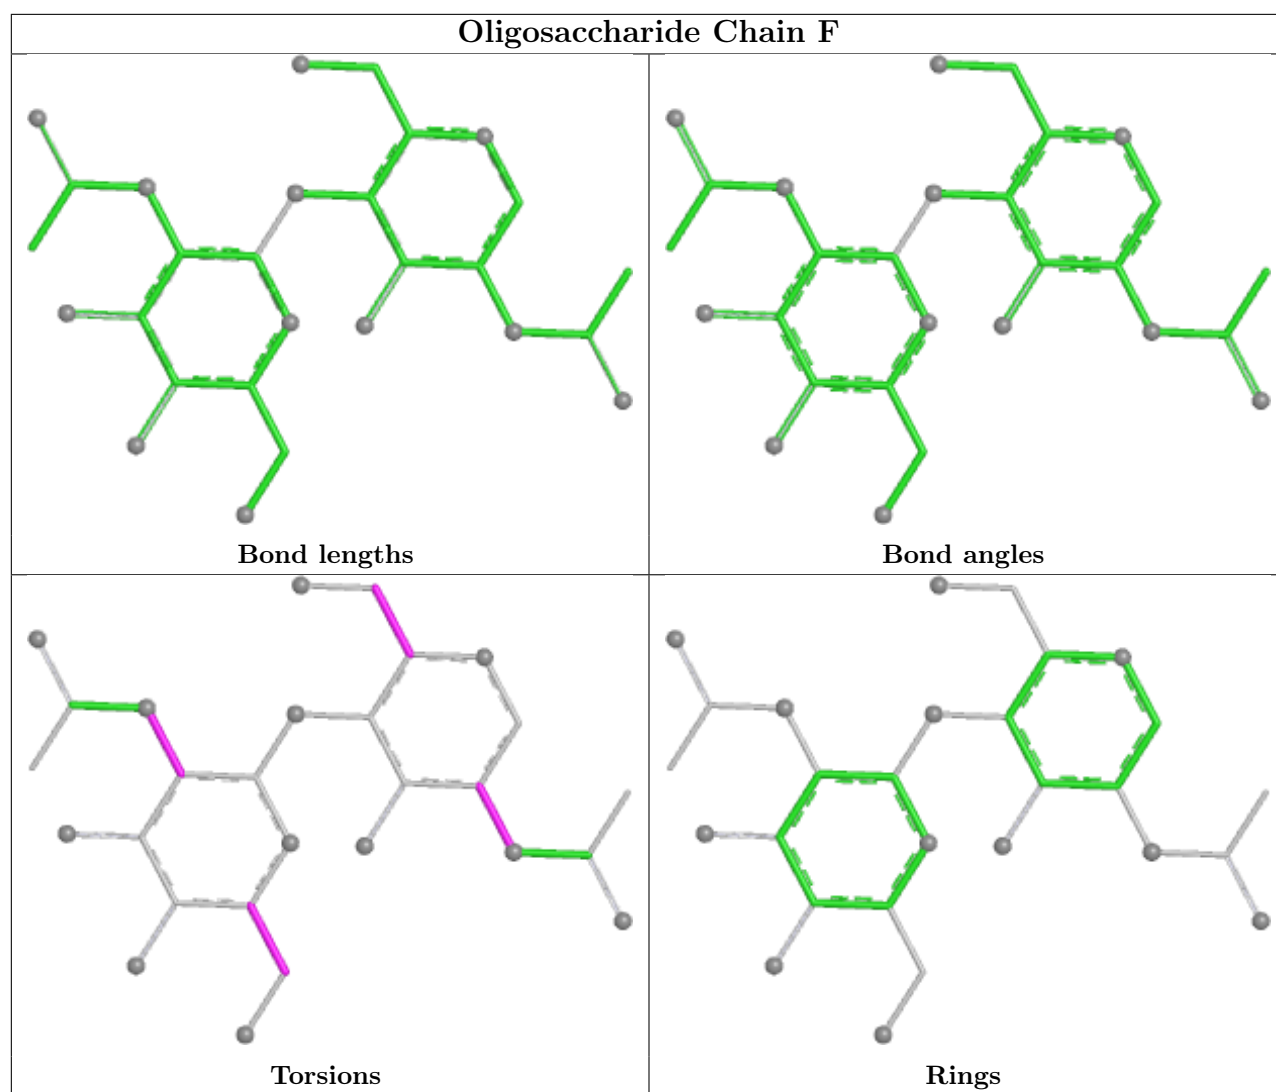 Oligosaccharide Chain F
Bond lengths
Bond angles
Torsions
Rings